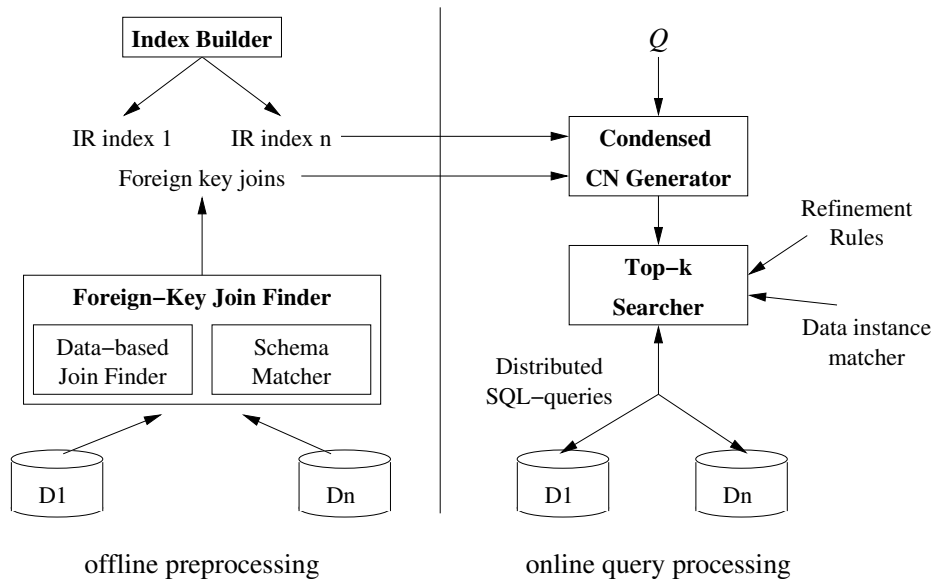 Index Builder
IR index 1
IR index n
Foreign key joins
Foreign−Key Join Finder
Data−based
Join Finder
Schema
Matcher
D1
Dn
offline preprocessing
Q
Condensed
CN Generator
Top−k
Searcher
Refinement
Rules
Data instance
matcher
Distributed
SQL−queries
D1
Dn
online query processing